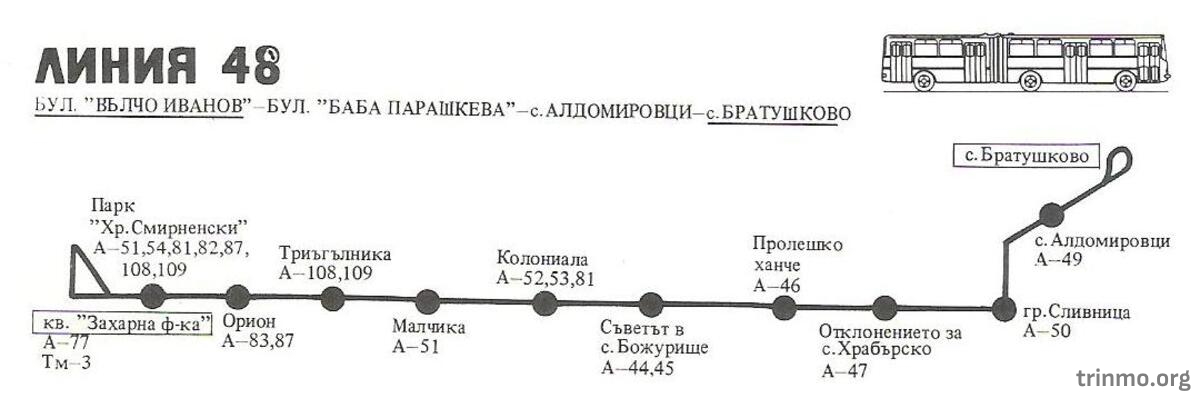 ЛИНИЯ 48
БУЛ. "ВЪЛЧО ИВАНОВ"–БУЛ. "БАБА ПАРАШКЕВА"–с.АЛДОМИРОВЦИ–с.БРАТУШКОВО
с.Братушково
Парк
"Хр.Смирненски"
А–51,54,81,82,87,
108,109
Триъгълника
А–108,109
Колониала
А–52,53,81
Пролешко
ханче
А–46
с.Алдомировци
А–49
кв. "Захарна ф-ка"
А–77
Тм–3
Орион
А–83,87
Малчика
А–51
Съветът в
с.Божурище
А–44,45
Отклонението за
с.Храбърско
А–47
гр.Сливница
А–50
trinmo.org